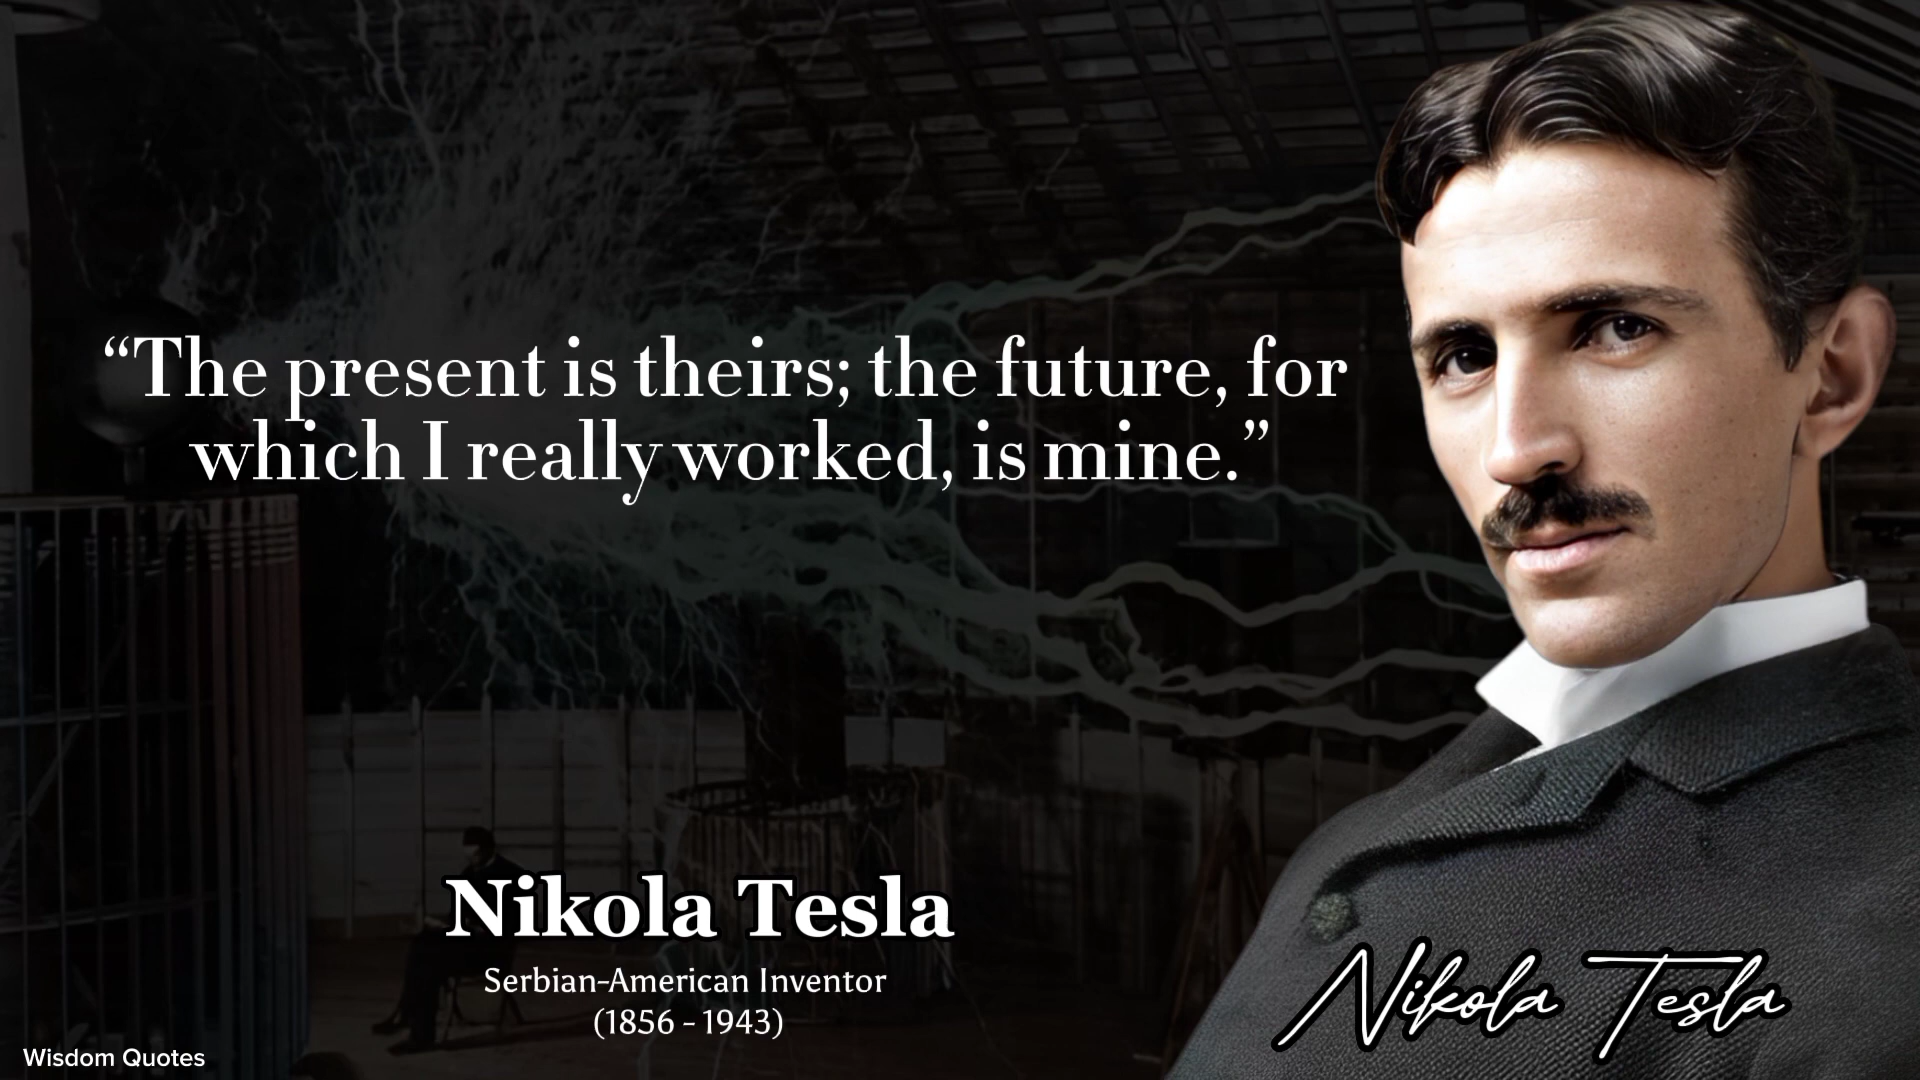 “The present is theirs; the future, for
which I really worked, is mine.”
Nikola Tesla
Serbian-American Inventor
(1856 - 1943)
Nikola Tesla
Wisdom Quotes